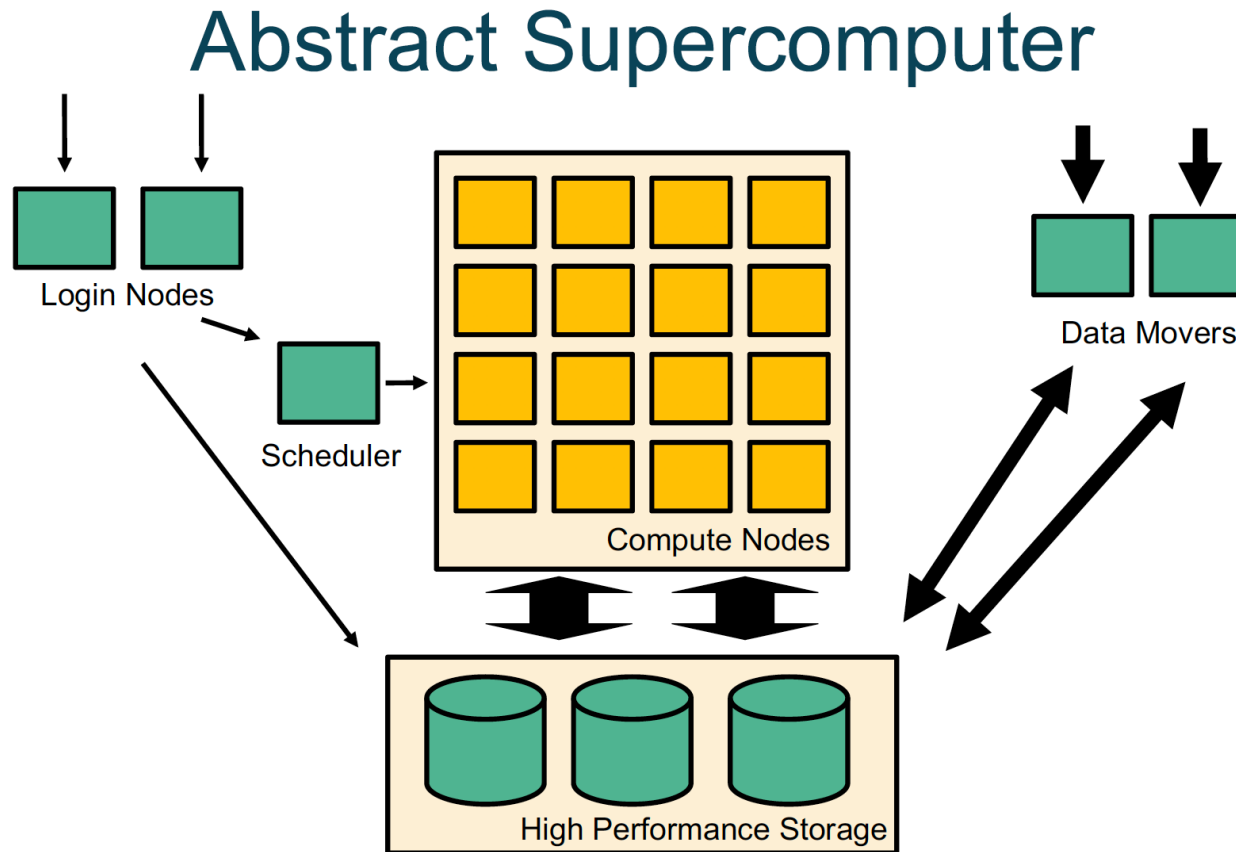 Abstract Supercomputer
Login Nodes
Scheduler
Compute Nodes
Data Movers
High Performance Storage